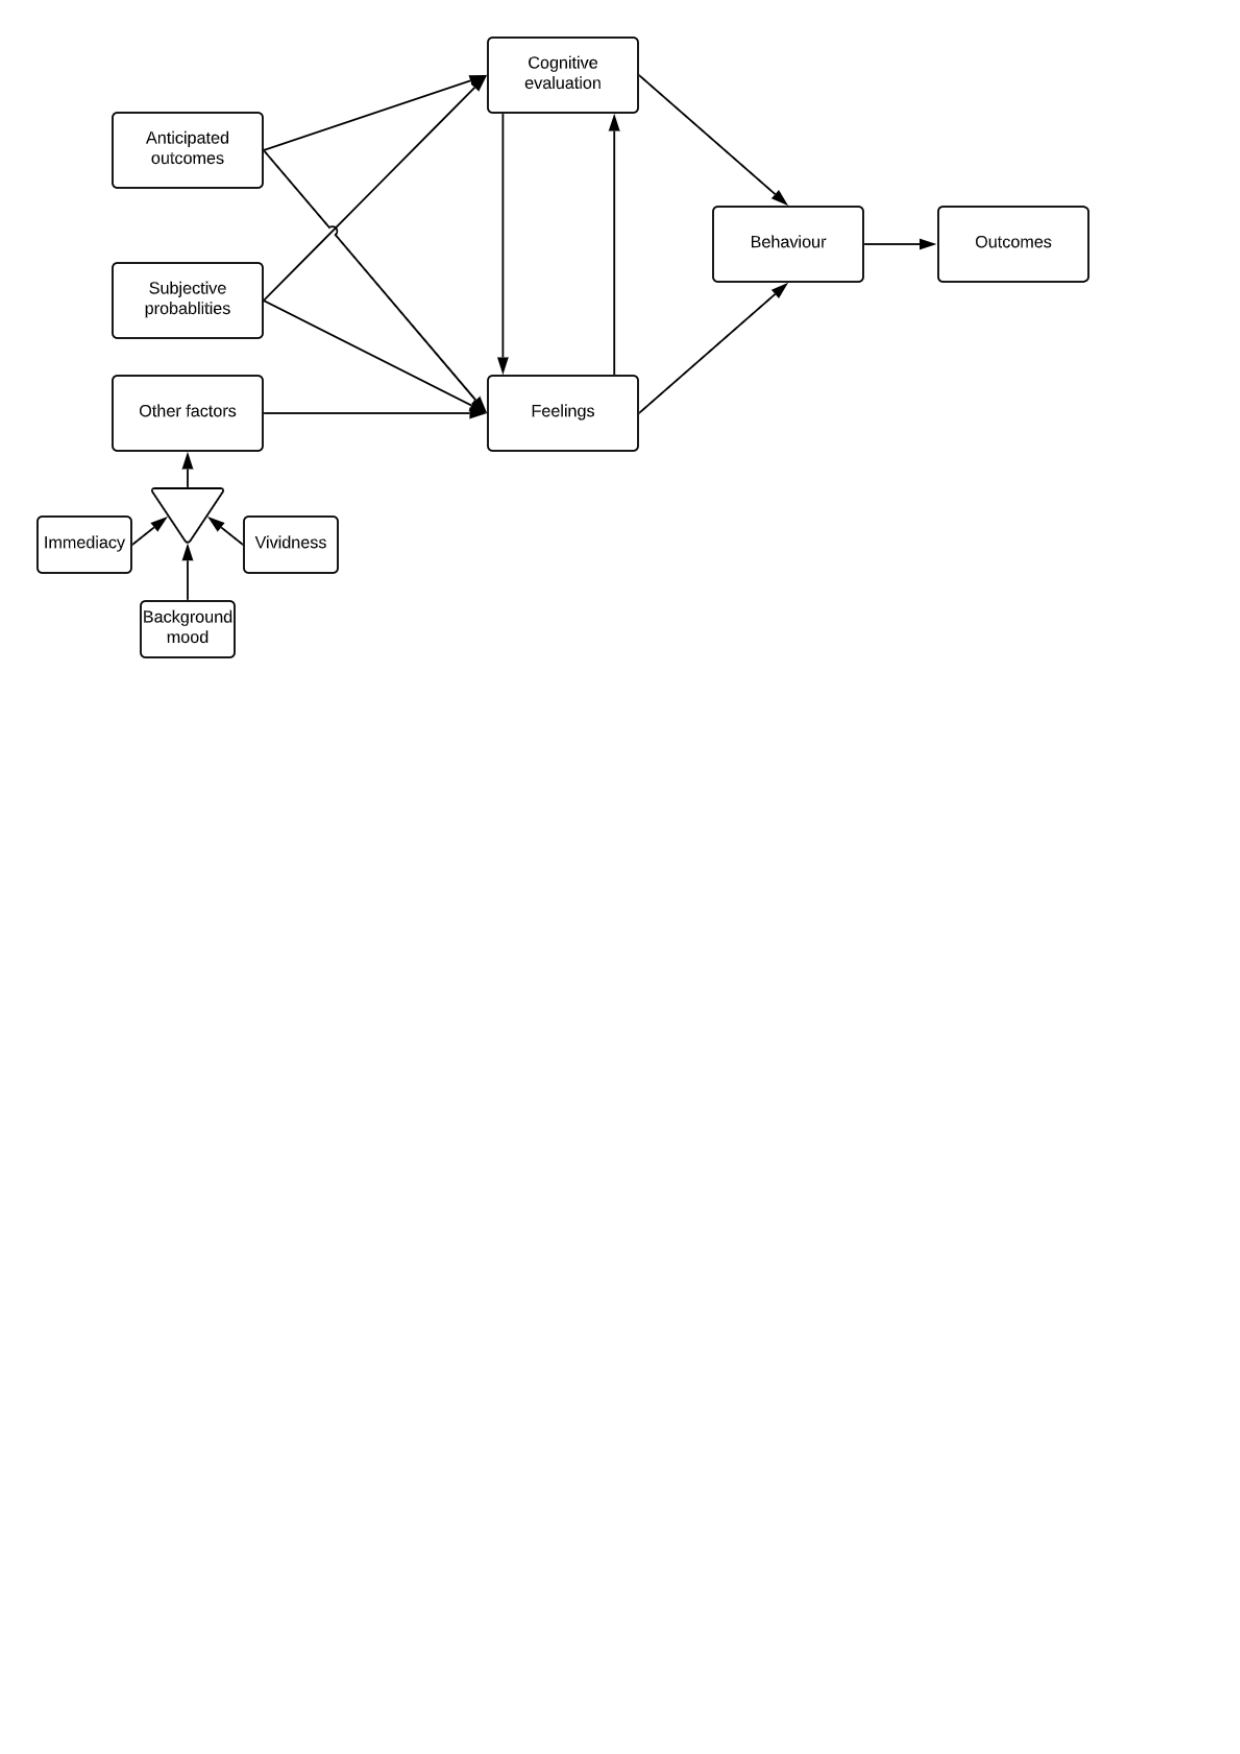 Cognitive
evaluation
Anticipated
outcomes
Behaviour
Outcomes
Subjective
probablities
Other factors
Feelings
Immediacy
Vividness
Background
mood